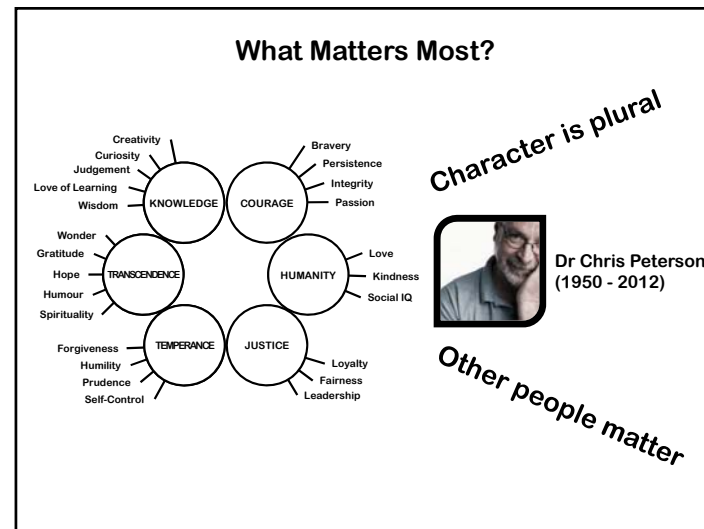 What Matters Most?
Creativity
Curiosity
Judgement
Love of Learning
Wisdom
KNOWLEDGE
COURAGE
Bravery
Persistence
Integrity
Passion
Wonder
Gratitude
Hope
Humour
Spirituality
TRANSCENDENCE
HUMANITY
Love
Kindness
Social IQ
Forgiveness
Humility
Prudence
Self-Control
TEMPERANCE
JUSTICE
Loyalty
Fairness
Leadership
Character is plural
Dr Chris Peterson
(1950 - 2012)
Other people matter